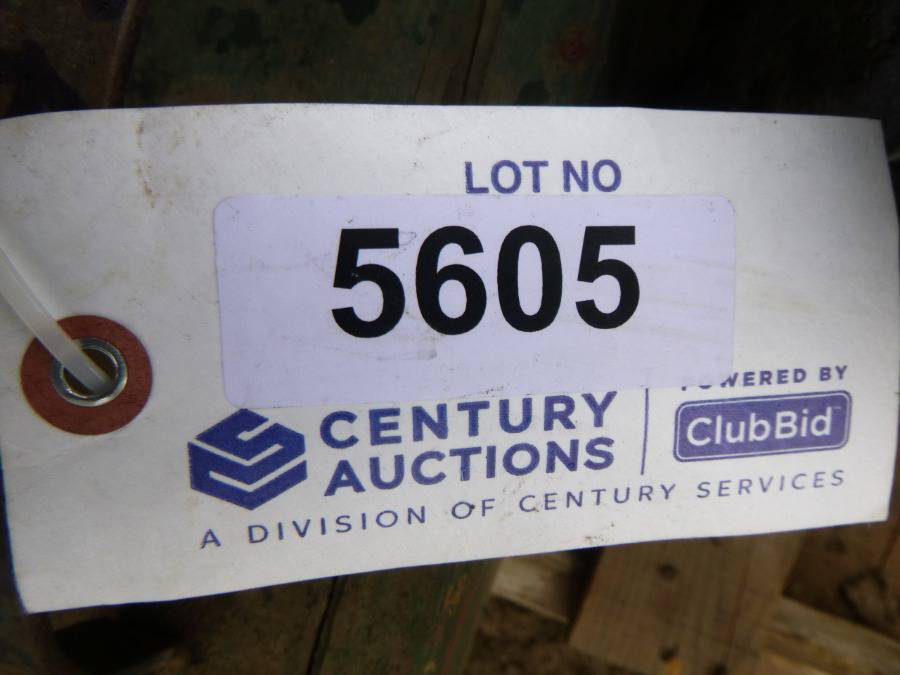 LOT NO
5605
CENTURY
AUCTIONS
POWERED BY
ClubBid
A DIVISION OF CENTURY SERVICES